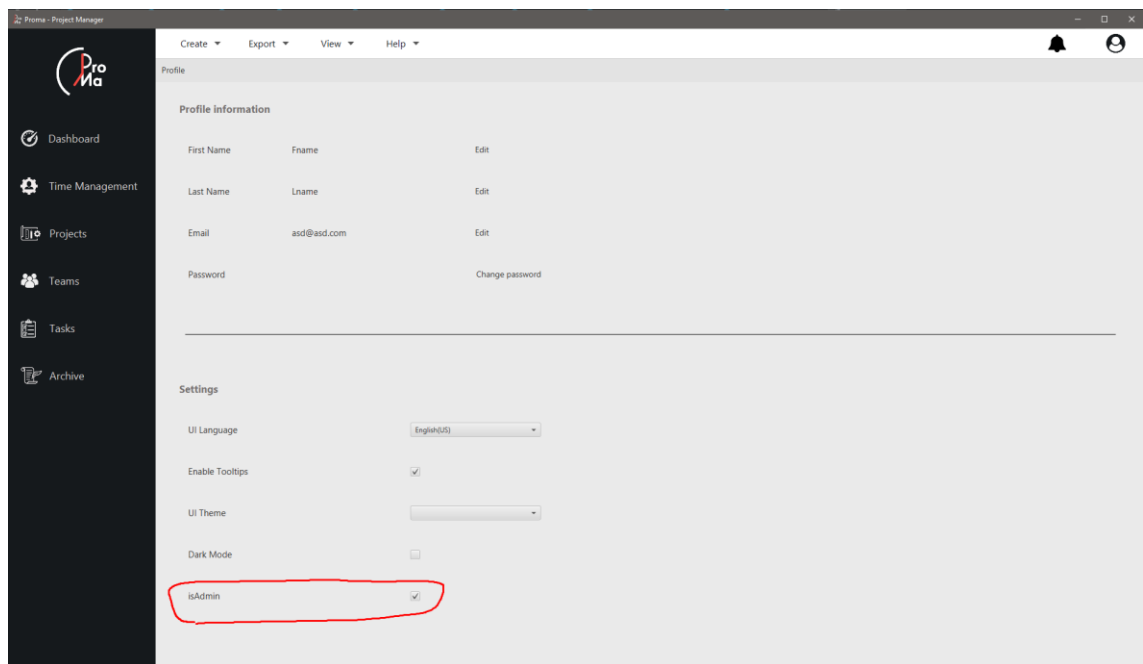 Proma - Project Manager
Create Export View Help
Pro
Ma
Profile
Profile information
Dashboard
First Name Fname Edit
Time Management
Last Name Lname Edit
Projects
Email asd@asd.com Edit
Teams
Password Change password
Tasks
Archive
Settings
UI Language English(US)
Enable Tooltips
UI Theme
Dark Mode
isAdmin